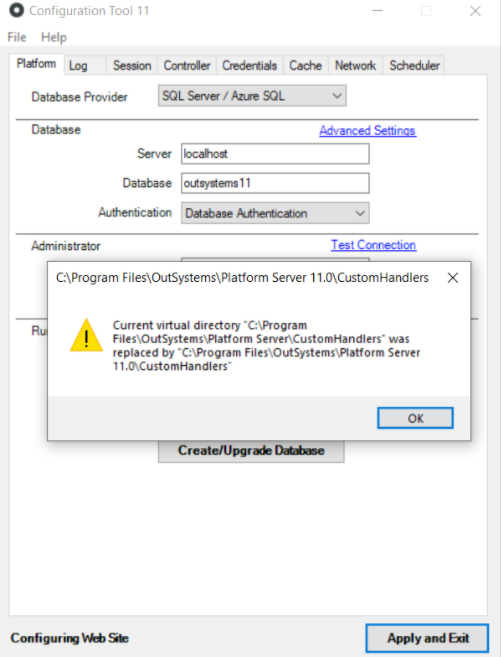 Configuration Tool 11
File Help
Platform Log Session Controller Credentials Cache Network Scheduler
Database Provider SQL Server / Azure SQL
Database Advanced Settings
Server localhost
Database outsystems11
Authentication Database Authentication
Administrator Test Connection
C:\Program Files\OutSystems\Platform Server 11.0\CustomHandlers
Current virtual directory "C:\Program
Files\OutSystems\Platform Server\CustomHandlers" was
replaced by "C:\Program Files\OutSystems\Platform Server
11.0\CustomHandlers"
OK
Create/Upgrade Database
Configuring Web Site Apply and Exit